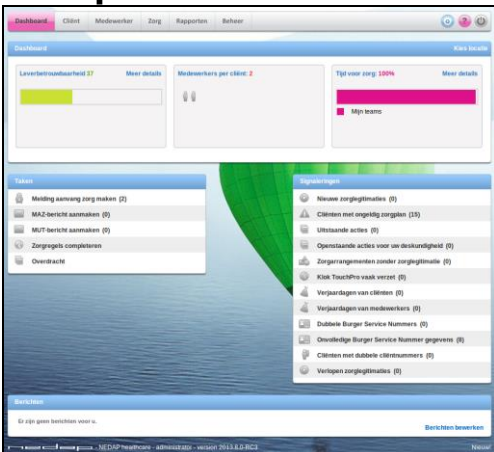 Dashboard Cliënt Medewerker Zorg Rapporten Beheer
Dashboard Kies locatie
Leverbetrouwbaarheid 37 Meer details
Medewerkers per cliënt: 2
Tijd voor zorg: 100% Meer details
Mijn teams
Taken
Melding aanvang zorg maken (2)
MAZ-bericht aanmaken (0)
MUT-bericht aanmaken (0)
Zorgregels completeren
Overdracht
Signaleringen
Nieuwe zorglegitimaties (0)
Cliënten met ongeldig zorgplan (15)
Uitstaande acties (0)
Openstaande acties voor uw deskundigheid (0)
Zorgarrangementen zonder zorglegitimatie (0)
Klok TouchPro vaak verzet (0)
Verjaardagen van cliënten (0)
Verjaardagen van medewerkers (0)
Dubbele Burger Service Nummers (0)
Onvolledige Burger Service Nummer gegevens (8)
Cliënten met dubbele cliëntnummers (0)
Verlopen zorglegitimaties (0)
Berichten
Er zijn geen berichten voor u.
Berichten bewerken
- NEDAP healthcare - administratis - version 2013.6.0-RC3